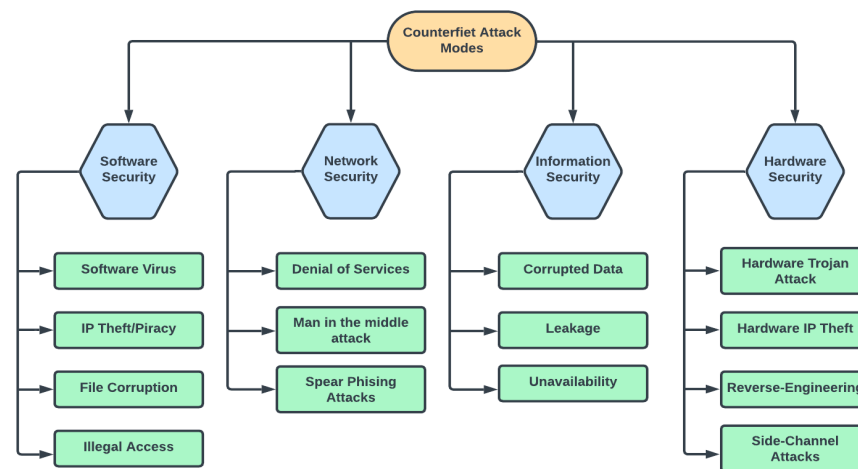 Counterfiet Attack
Modes
Software
Security
Network
Security
Information
Security
Hardware
Security
Software Virus
IP Theft/Piracy
File Corruption
Illegal Access
Denial of Services
Man in the middle
attack
Spear Phising
Attacks
Corrupted Data
Leakage
Unavailability
Hardware Trojan
Attack
Hardware IP Theft
Reverse-Engineering
Side-Channel
Attacks